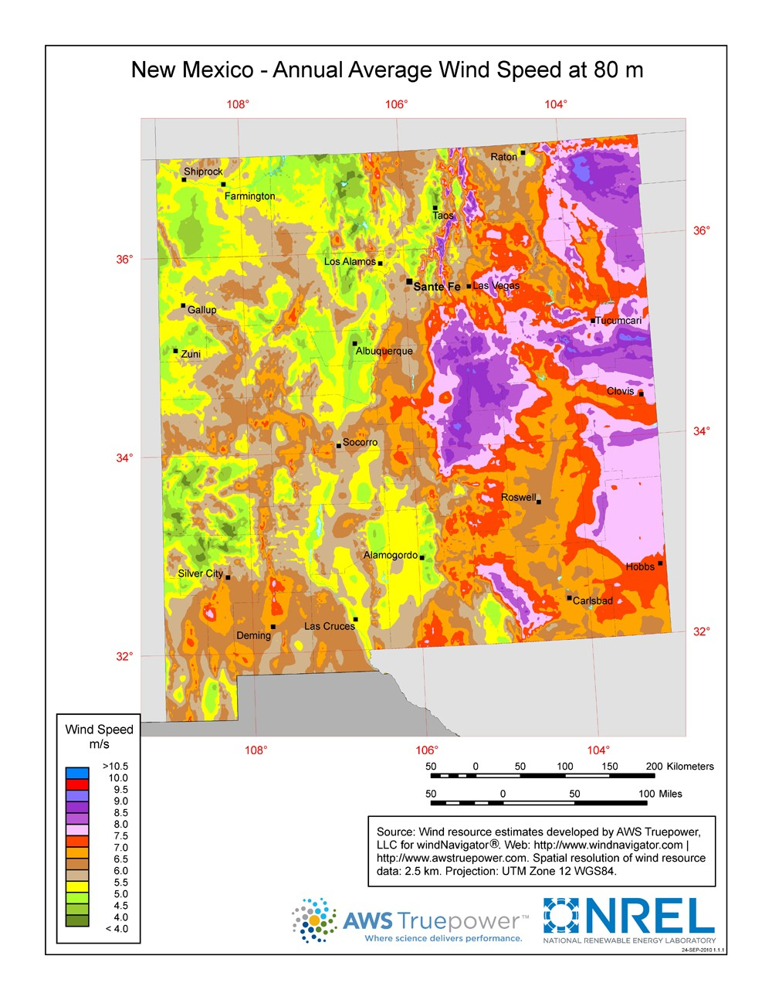 New Mexico - Annual Average Wind Speed at 80 m
108° 106° 104°
Raton
Shiprock
Farmington
Taos
36°
36°
Los Alamos
Sante Fe
Las Vegas
Gallup
Tucumcari
Albuquerque
Zuni
Clovis
34°
Socorro
34°
Roswell
Alamogordo
Hobbs
Silver City
Carlsbad
Las Cruces
Deming
32°
32°
108° 106° 104°
Wind Speed
m/s
>10.5
10.0
9.5
9.0
8.5
8.0
7.5
7.0
6.5
6.0
5.5
5.0
4.5
4.0
< 4.0
50 0 50 100 150 200 Kilometers
50 0 50 100 Miles
Source: Wind resource estimates developed by AWS Truepower,
LLC for windNavigator®. Web: http://www.windnavigator.com |
http://www.awstruepower.com. Spatial resolution of wind resource
data: 2.5 km. Projection: UTM Zone 12 WGS84.
AWS Truepower™
Where science delivers performance.
NREL
NATIONAL RENEWABLE ENERGY LABORATORY
24-SEP-2010 1.1.1